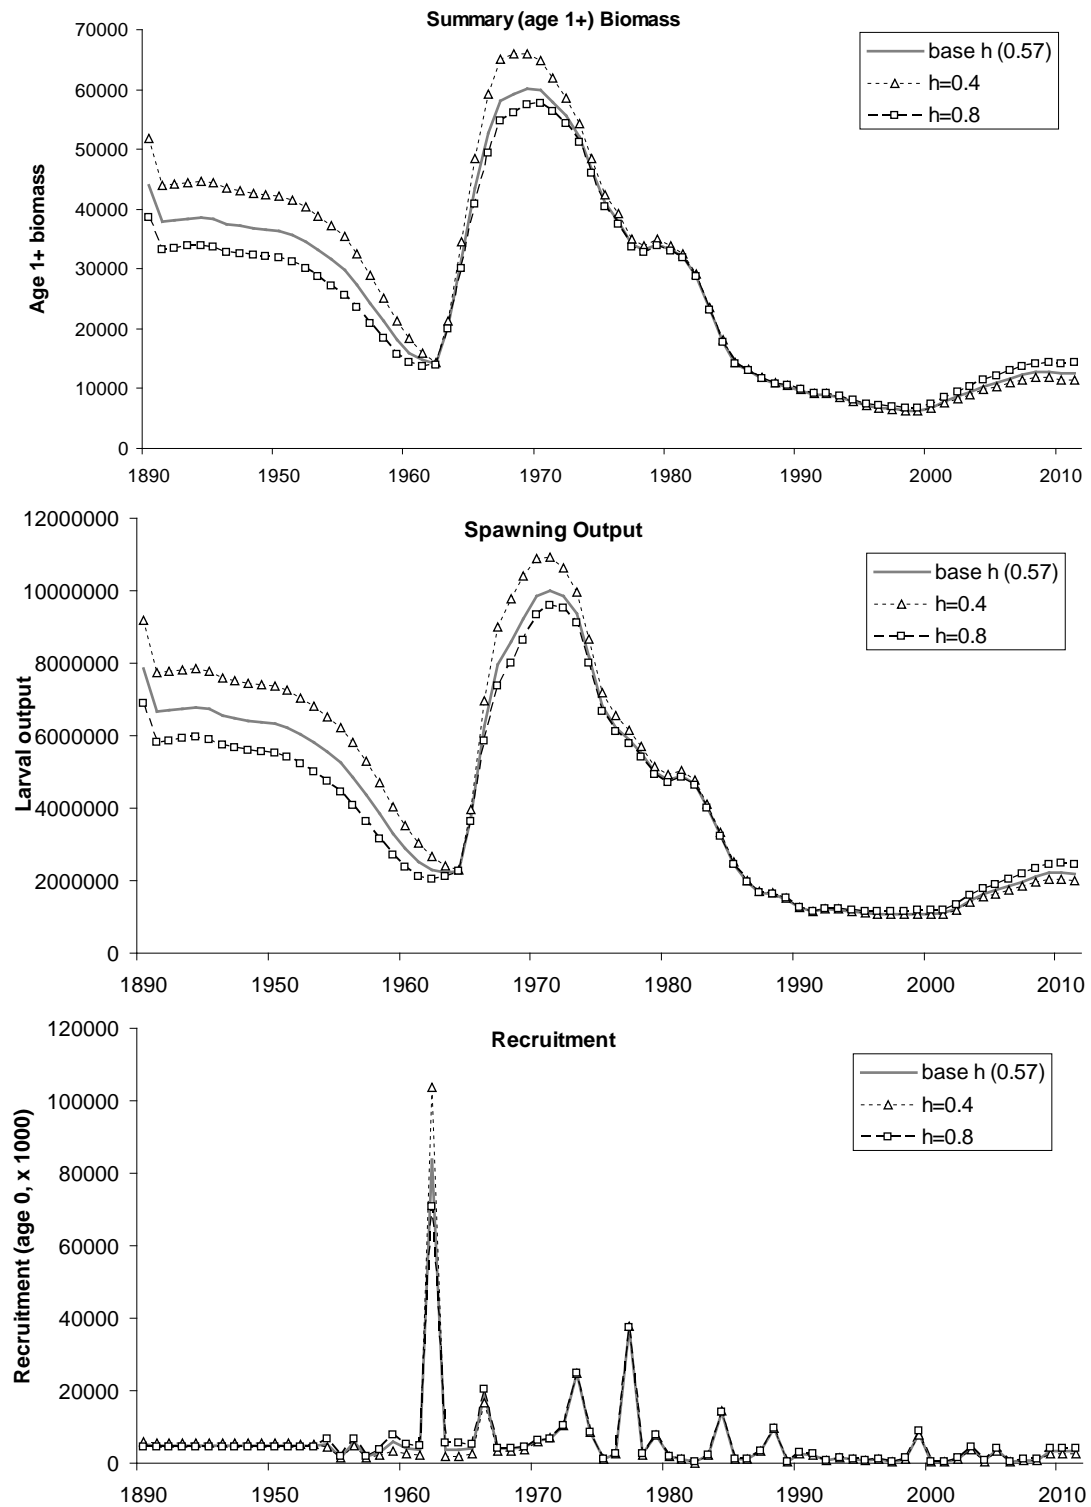 Summary (age 1+) Biomass
70000
60000
50000
40000
30000
20000
10000
0
Age 1+ biomass
base h (0.57)
h=0.4
h=0.8
1890 1950 1960 1970 1980 1990 2000 2010
Spawning Output
12000000
10000000
8000000
6000000
4000000
2000000
0
Larval output
base h (0.57)
h=0.4
h=0.8
1890 1950 1960 1970 1980 1990 2000 2010
Recruitment
120000
100000
80000
60000
40000
20000
0
Recruitment (age 0, x 1000)
base h (0.57)
h=0.4
h=0.8
1890 1950 1960 1970 1980 1990 2000 2010